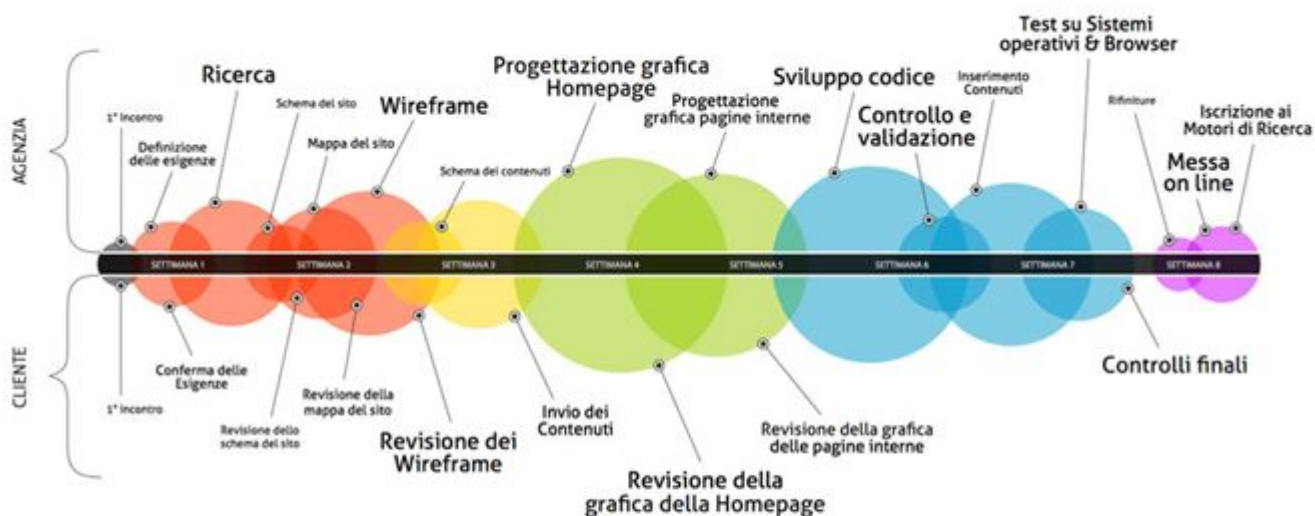 AGENZIA
1° Incontro
Definizione
delle esigenze
Ricerca
Schema del sito
Mappa del sito
Wireframe
Schema dei contenuti
Progettazione grafica
Homepage
Progettazione
grafica pagine interne
Sviluppo codice
Controllo e
validazione
Inserimento
Contenuti
Test su Sistemi
operativi & Browser
Rifiniture
Messa
on line
Iscrizione ai
Motori di Ricerca
SETTIMANA 1
SETTIMANA 2
SETTIMANA 3
SETTIMANA 4
SETTIMANA 5
SETTIMANA 6
SETTIMANA 7
SETTIMANA 8
CLIENTE
1° Incontro
Conferma delle
Esigenze
Revisione dello
schema del sito
Revisione della
mappa del sito
Revisione dei
Wireframe
Invio dei
Contenuti
Revisione della
grafica della Homepage
Revisione della grafica
delle pagine interne
Controlli finali